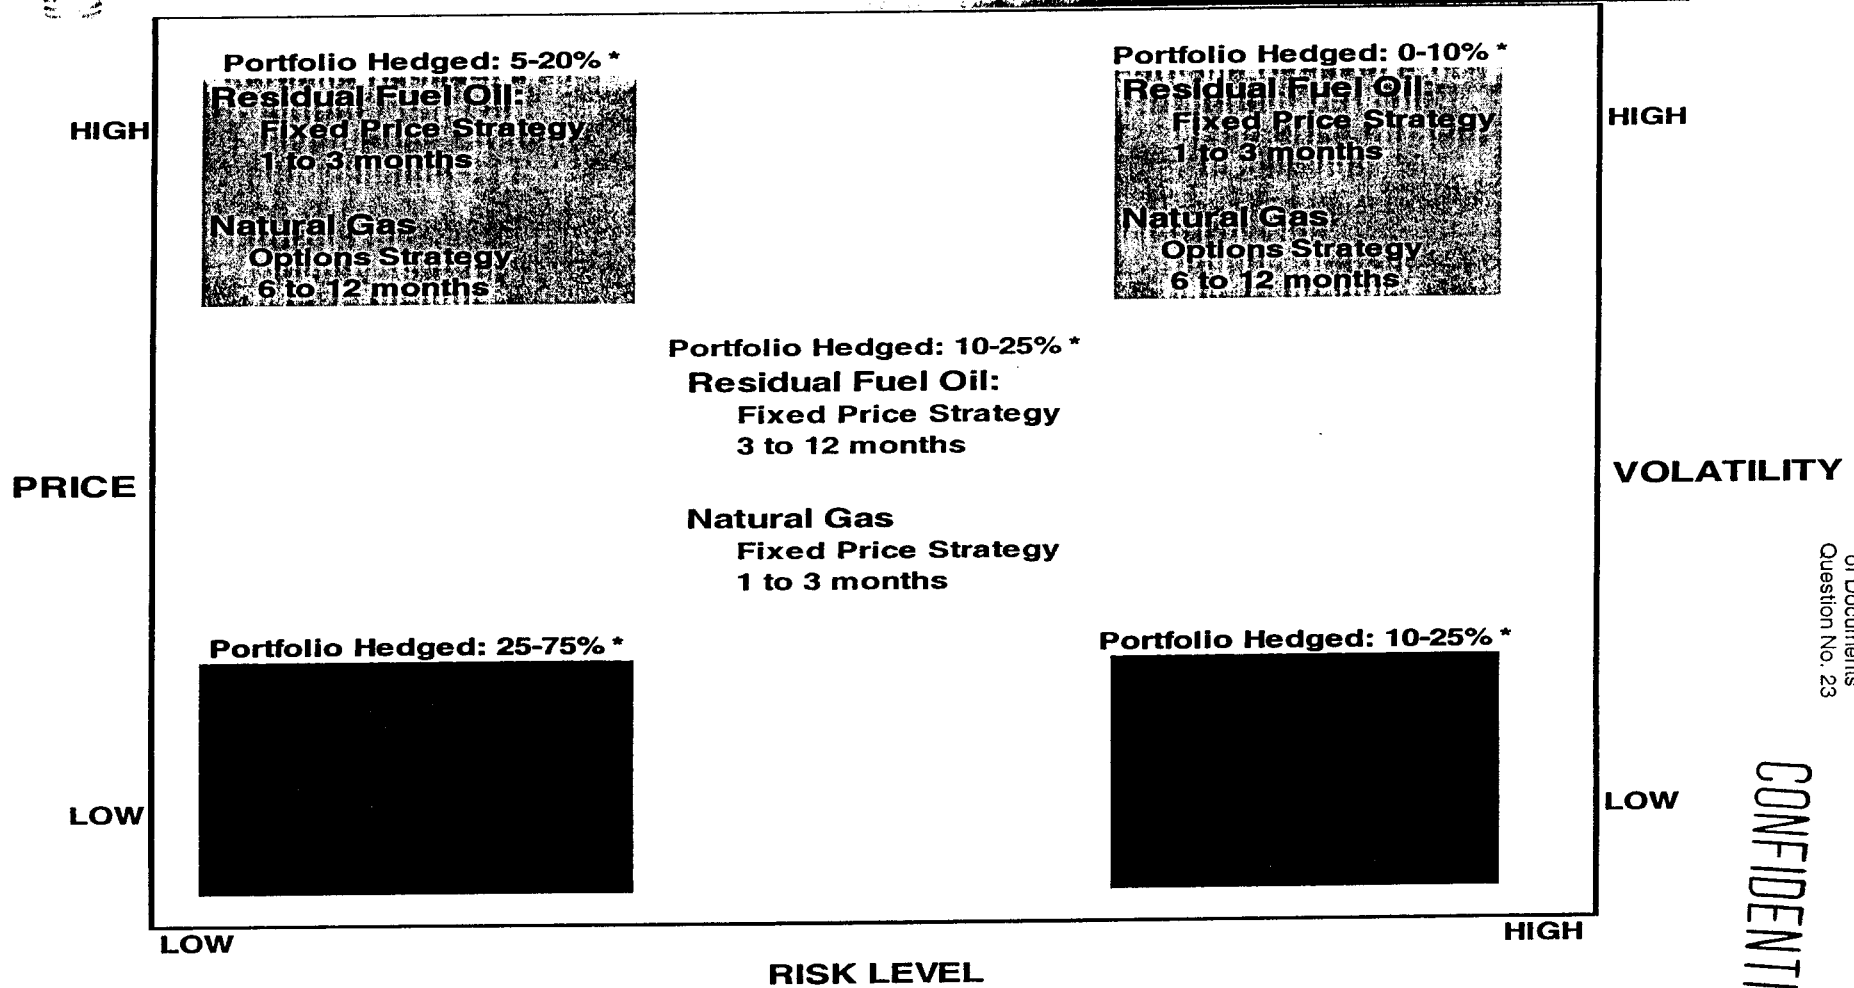 Portfolio Hedged: 5-20% *
Residual Fuel Oil:
Fixed Price Strategy
1 to 3 months
Natural Gas
Options Strategy
6 to 12 months
Portfolio Hedged: 0-10% *
Residual Fuel Oil:
Fixed Price Strategy
1 to 3 months
Natural Gas
Options Strategy
6 to 12 months
HIGH
HIGH
Portfolio Hedged: 10-25% *
Residual Fuel Oil:
Fixed Price Strategy
3 to 12 months
Natural Gas
Fixed Price Strategy
1 to 3 months
PRICE
VOLATILITY
Portfolio Hedged: 25-75% *
Portfolio Hedged: 10-25% *
LOW
LOW
LOW
HIGH
RISK LEVEL
of Documents
Question No. 23
CONFIDENTI